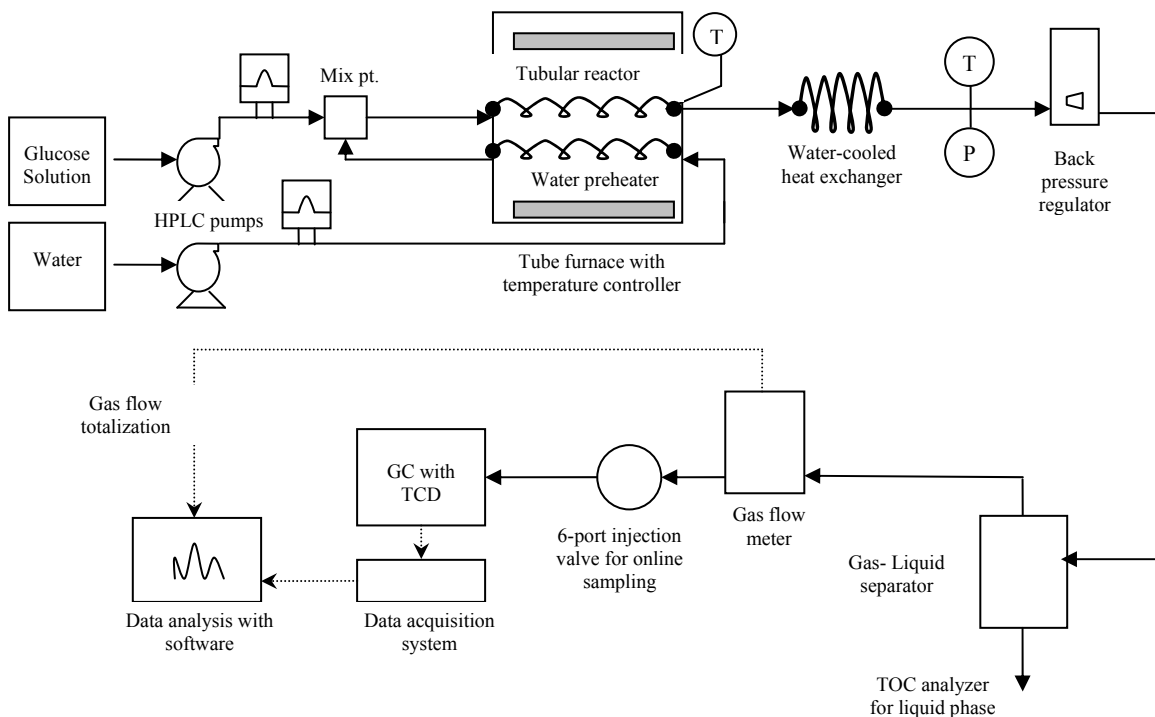 Mix pt.
Tubular reactor
T
T
Glucose
Solution
HPLC pumps
Water preheater
Water-cooled
heat exchanger
P
Back
pressure
regulator
Water
Tube furnace with
temperature controller
Gas flow
totalization
GC with
TCD
6-port injection
valve for online
sampling
Gas flow
meter
Gas- Liquid
separator
Data analysis with
software
Data acquisition
system
TOC analyzer
for liquid phase